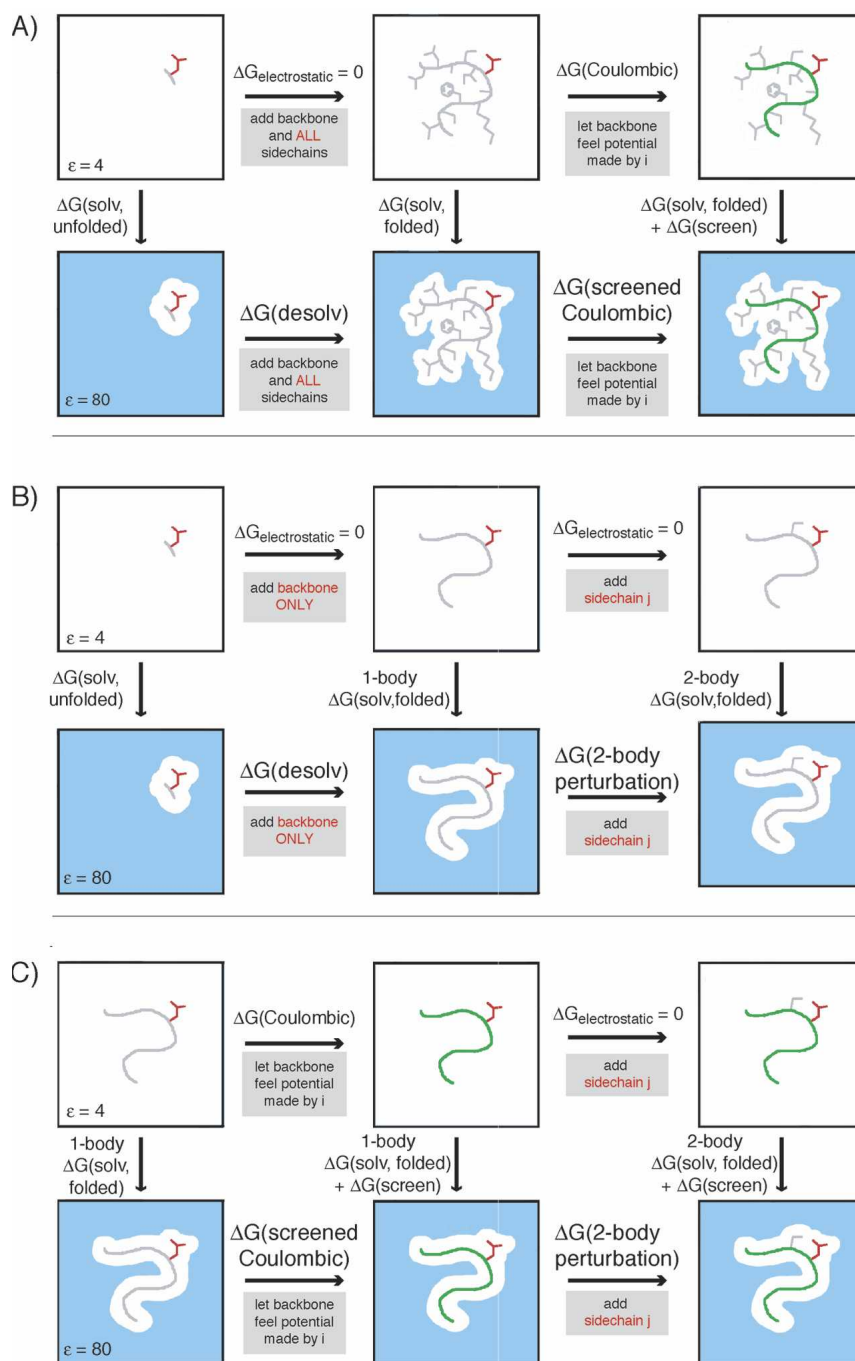 A)
ΔGelectrostatic = 0
add backbone
and ALL
sidechains
ΔG(Coulombic)
let backbone
feel potential
made by i
ε = 4
ΔG(solv,
unfolded)
ΔG(solv,
folded)
ΔG(solv, folded)
+ ΔG(screen)
ΔG(desolv)
add backbone
and ALL
sidechains
ΔG(screened
Coulombic)
let backbone
feel potential
made by i
ε = 80
B)
ΔGelectrostatic = 0
add backbone
ONLY
ΔGelectrostatic = 0
add
sidechain j
ε = 4
ΔG(solv,
unfolded)
1-body
ΔG(solv,folded)
2-body
ΔG(solv,folded)
ΔG(desolv)
add backbone
ONLY
ΔG(2-body
perturbation)
add
sidechain j
ε = 80
C)
ΔG(Coulombic)
let backbone
feel potential
made by i
ΔGelectrostatic = 0
add
sidechain j
ε = 4
1-body
ΔG(solv,
folded)
1-body
ΔG(solv, folded)
+ ΔG(screen)
2-body
ΔG(solv, folded)
+ ΔG(screen)
ΔG(screened
Coulombic)
let backbone
feel potential
made by i
ΔG(2-body
perturbation)
add
sidechain j
ε = 80